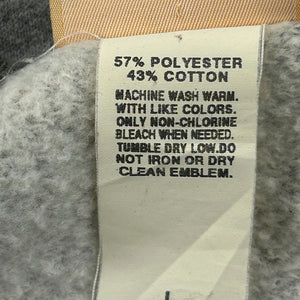 57% POLYESTER
43% COTTON
MACHINE WASH WARM.
WITH LIKE COLORS.
ONLY NON-CHLORINE
BLEACH WHEN NEEDED.
TUMBLE DRY LOW.DO
NOT IRON OR DRY
CLEAN EMBLEM.